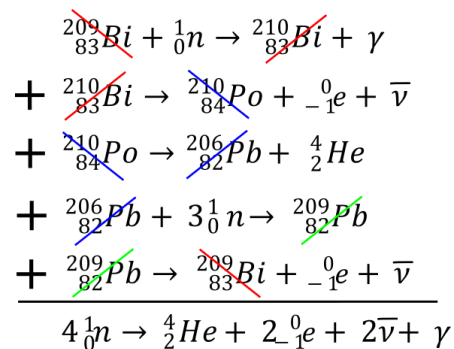 ²⁰⁹₈₃Bi + ¹₀n → ²¹⁰₈₃Bi + γ
+ ²¹⁰₈₃Bi → ²¹⁰₈₄Po + ⁰₋₁e + ν̅
+ ²¹⁰₈₄Po → ²⁰⁶₈₂Pb + ⁴₂He
+ ²⁰⁶₈₂Pb + 3¹₀n → ²⁰⁹₈₂Pb
+ ²⁰⁹₈₂Pb → ²⁰⁹₈₃Bi + ⁰₋₁e + ν̅
4¹₀n → ⁴₂He + 2⁰₋₁e + 2ν̅ + γ